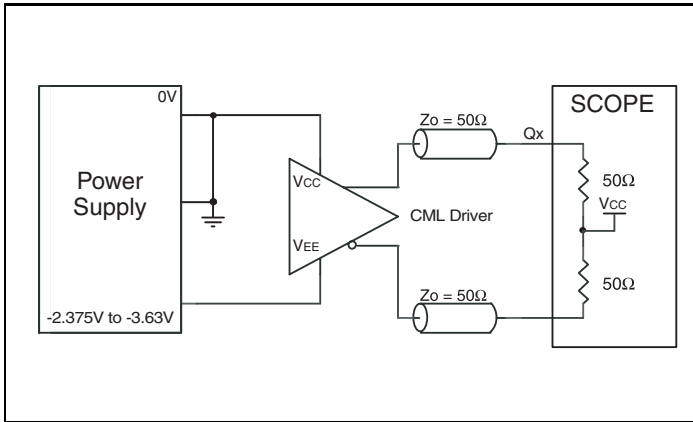 0V
Power
Supply
-2.375V to -3.63V
VCC
VEE
CML Driver
Zo = 50Ω
Qx
Zo = 50Ω
SCOPE
50Ω
VCC
50Ω